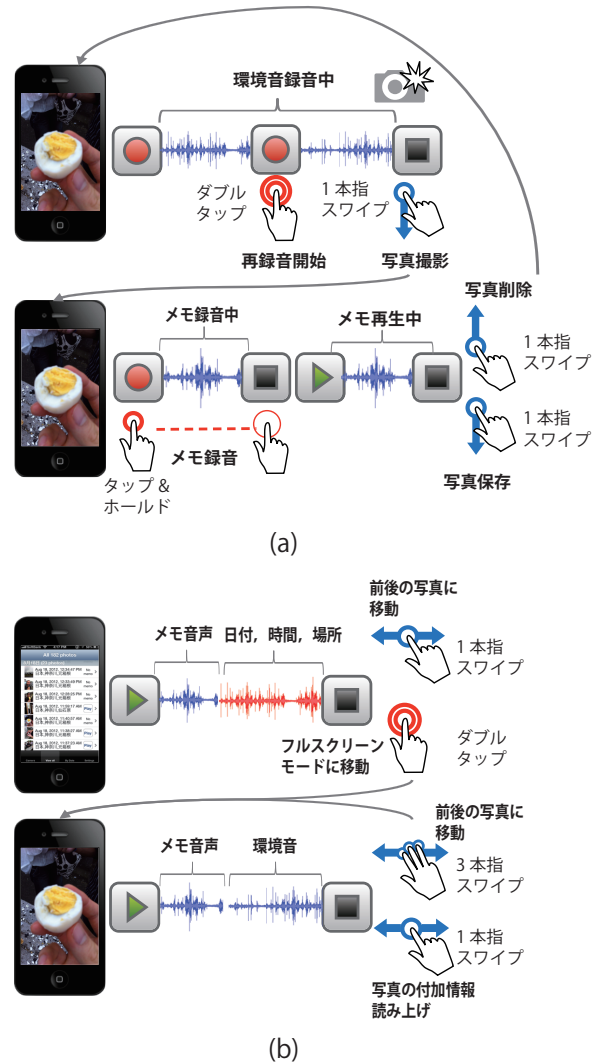 環境音録音中
ダブル
タップ
1本指
スワイプ
再録音開始
写真撮影
写真削除
メモ録音中
メモ再生中
1本指
スワイプ
1本指
スワイプ
メモ録音
写真保存
タップ &
ホールド
(a)
前後の写真に
移動
メモ音声
日付，時間，場所
1本指
スワイプ
All 102 photos
フルスクリーン
モードに移動
ダブル
タップ
前後の写真に
移動
メモ音声
環境音
3本指
スワイプ
1本指
スワイプ
写真の付加情報
読み上げ
(b)